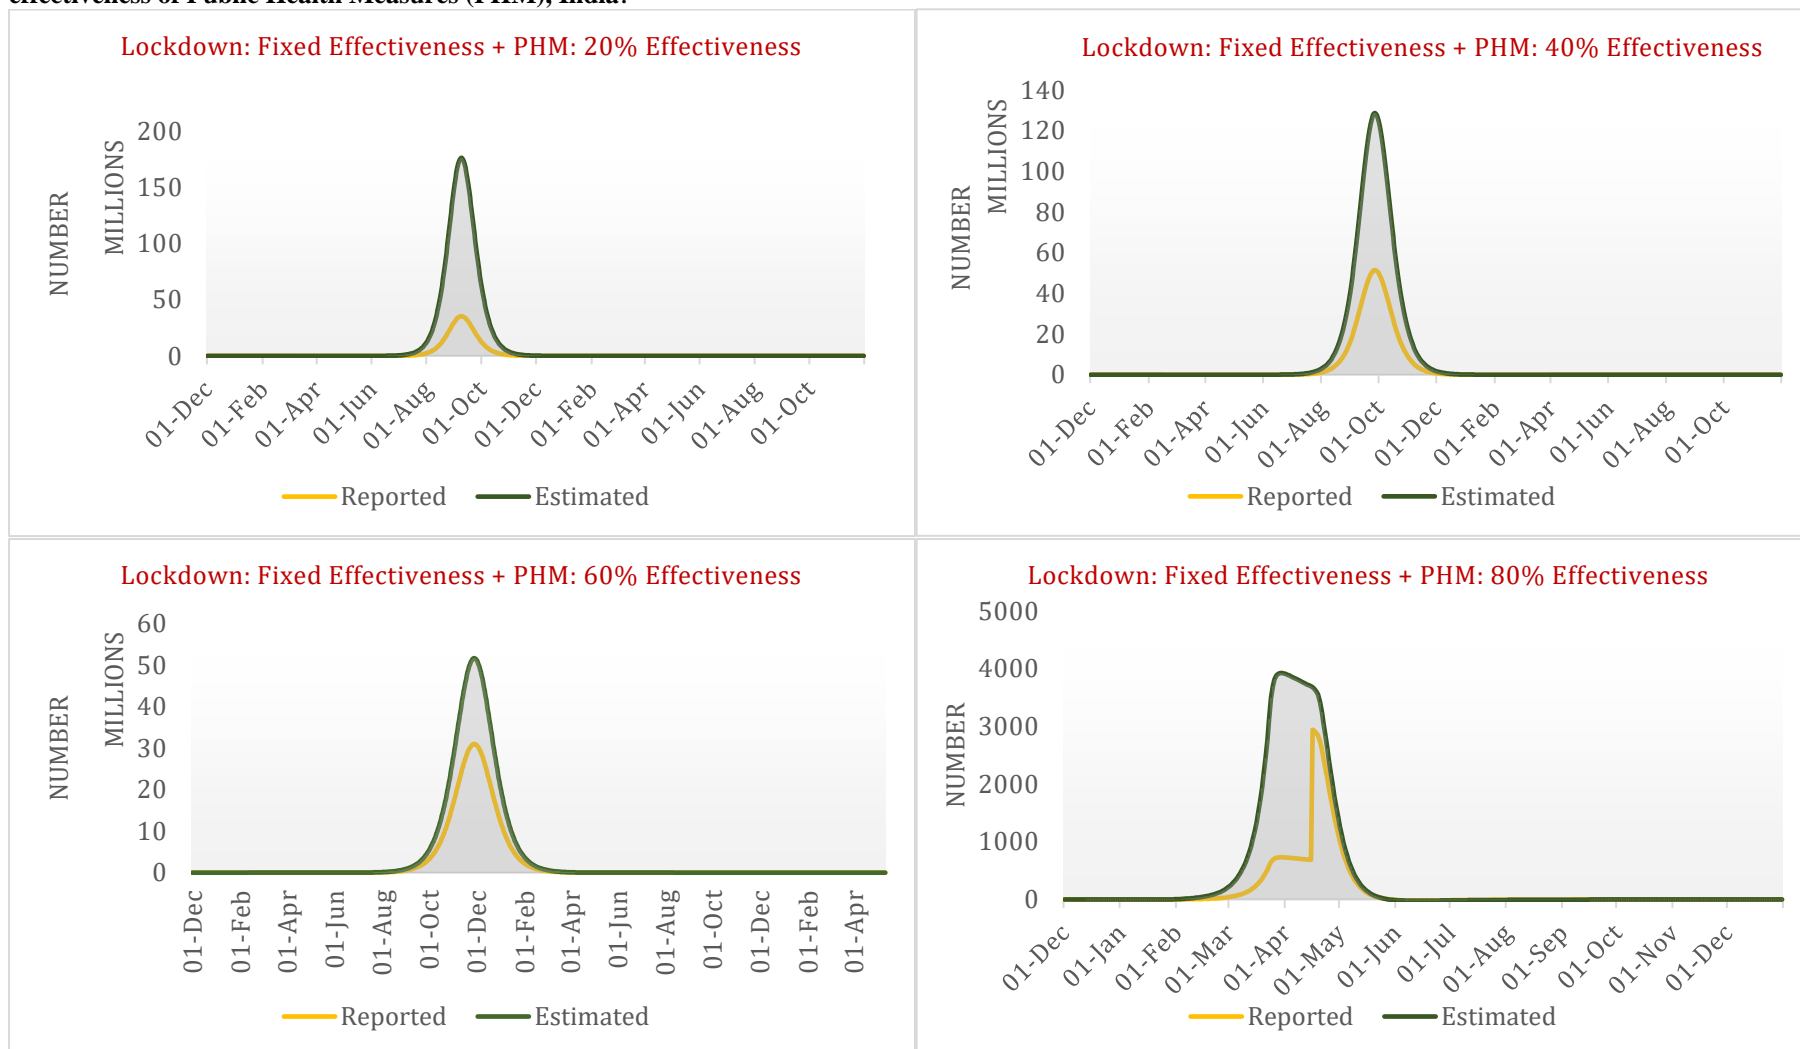 effectiveness of Public Health Measures (PHM), India:
Lockdown: Fixed Effectiveness + PHM: 20% Effectiveness
NUMBER
MILLIONS
200
150
100
50
0
01-Dec
01-Feb
01-Apr
01-Jun
01-Aug
01-Oct
01-Dec
01-Feb
01-Apr
01-Jun
01-Aug
01-Oct
Reported
Estimated
Lockdown: Fixed Effectiveness + PHM: 40% Effectiveness
NUMBER
MILLIONS
140
120
100
80
60
40
20
0
01-Dec
01-Feb
01-Apr
01-Jun
01-Aug
01-Oct
01-Dec
01-Feb
01-Apr
01-Jun
01-Aug
01-Oct
Reported
Estimated
Lockdown: Fixed Effectiveness + PHM: 60% Effectiveness
NUMBER
MILLIONS
60
50
40
30
20
10
0
01-Dec
01-Feb
01-Apr
01-Jun
01-Aug
01-Oct
01-Dec
01-Feb
01-Apr
01-Jun
01-Aug
01-Oct
01-Dec
01-Feb
01-Apr
Reported
Estimated
Lockdown: Fixed Effectiveness + PHM: 80% Effectiveness
NUMBER
5000
4000
3000
2000
1000
0
01-Dec
01-Jan
01-Feb
01-Mar
01-Apr
01-May
01-Jun
01-Jul
01-Aug
01-Sep
01-Oct
01-Nov
01-Dec
Reported
Estimated